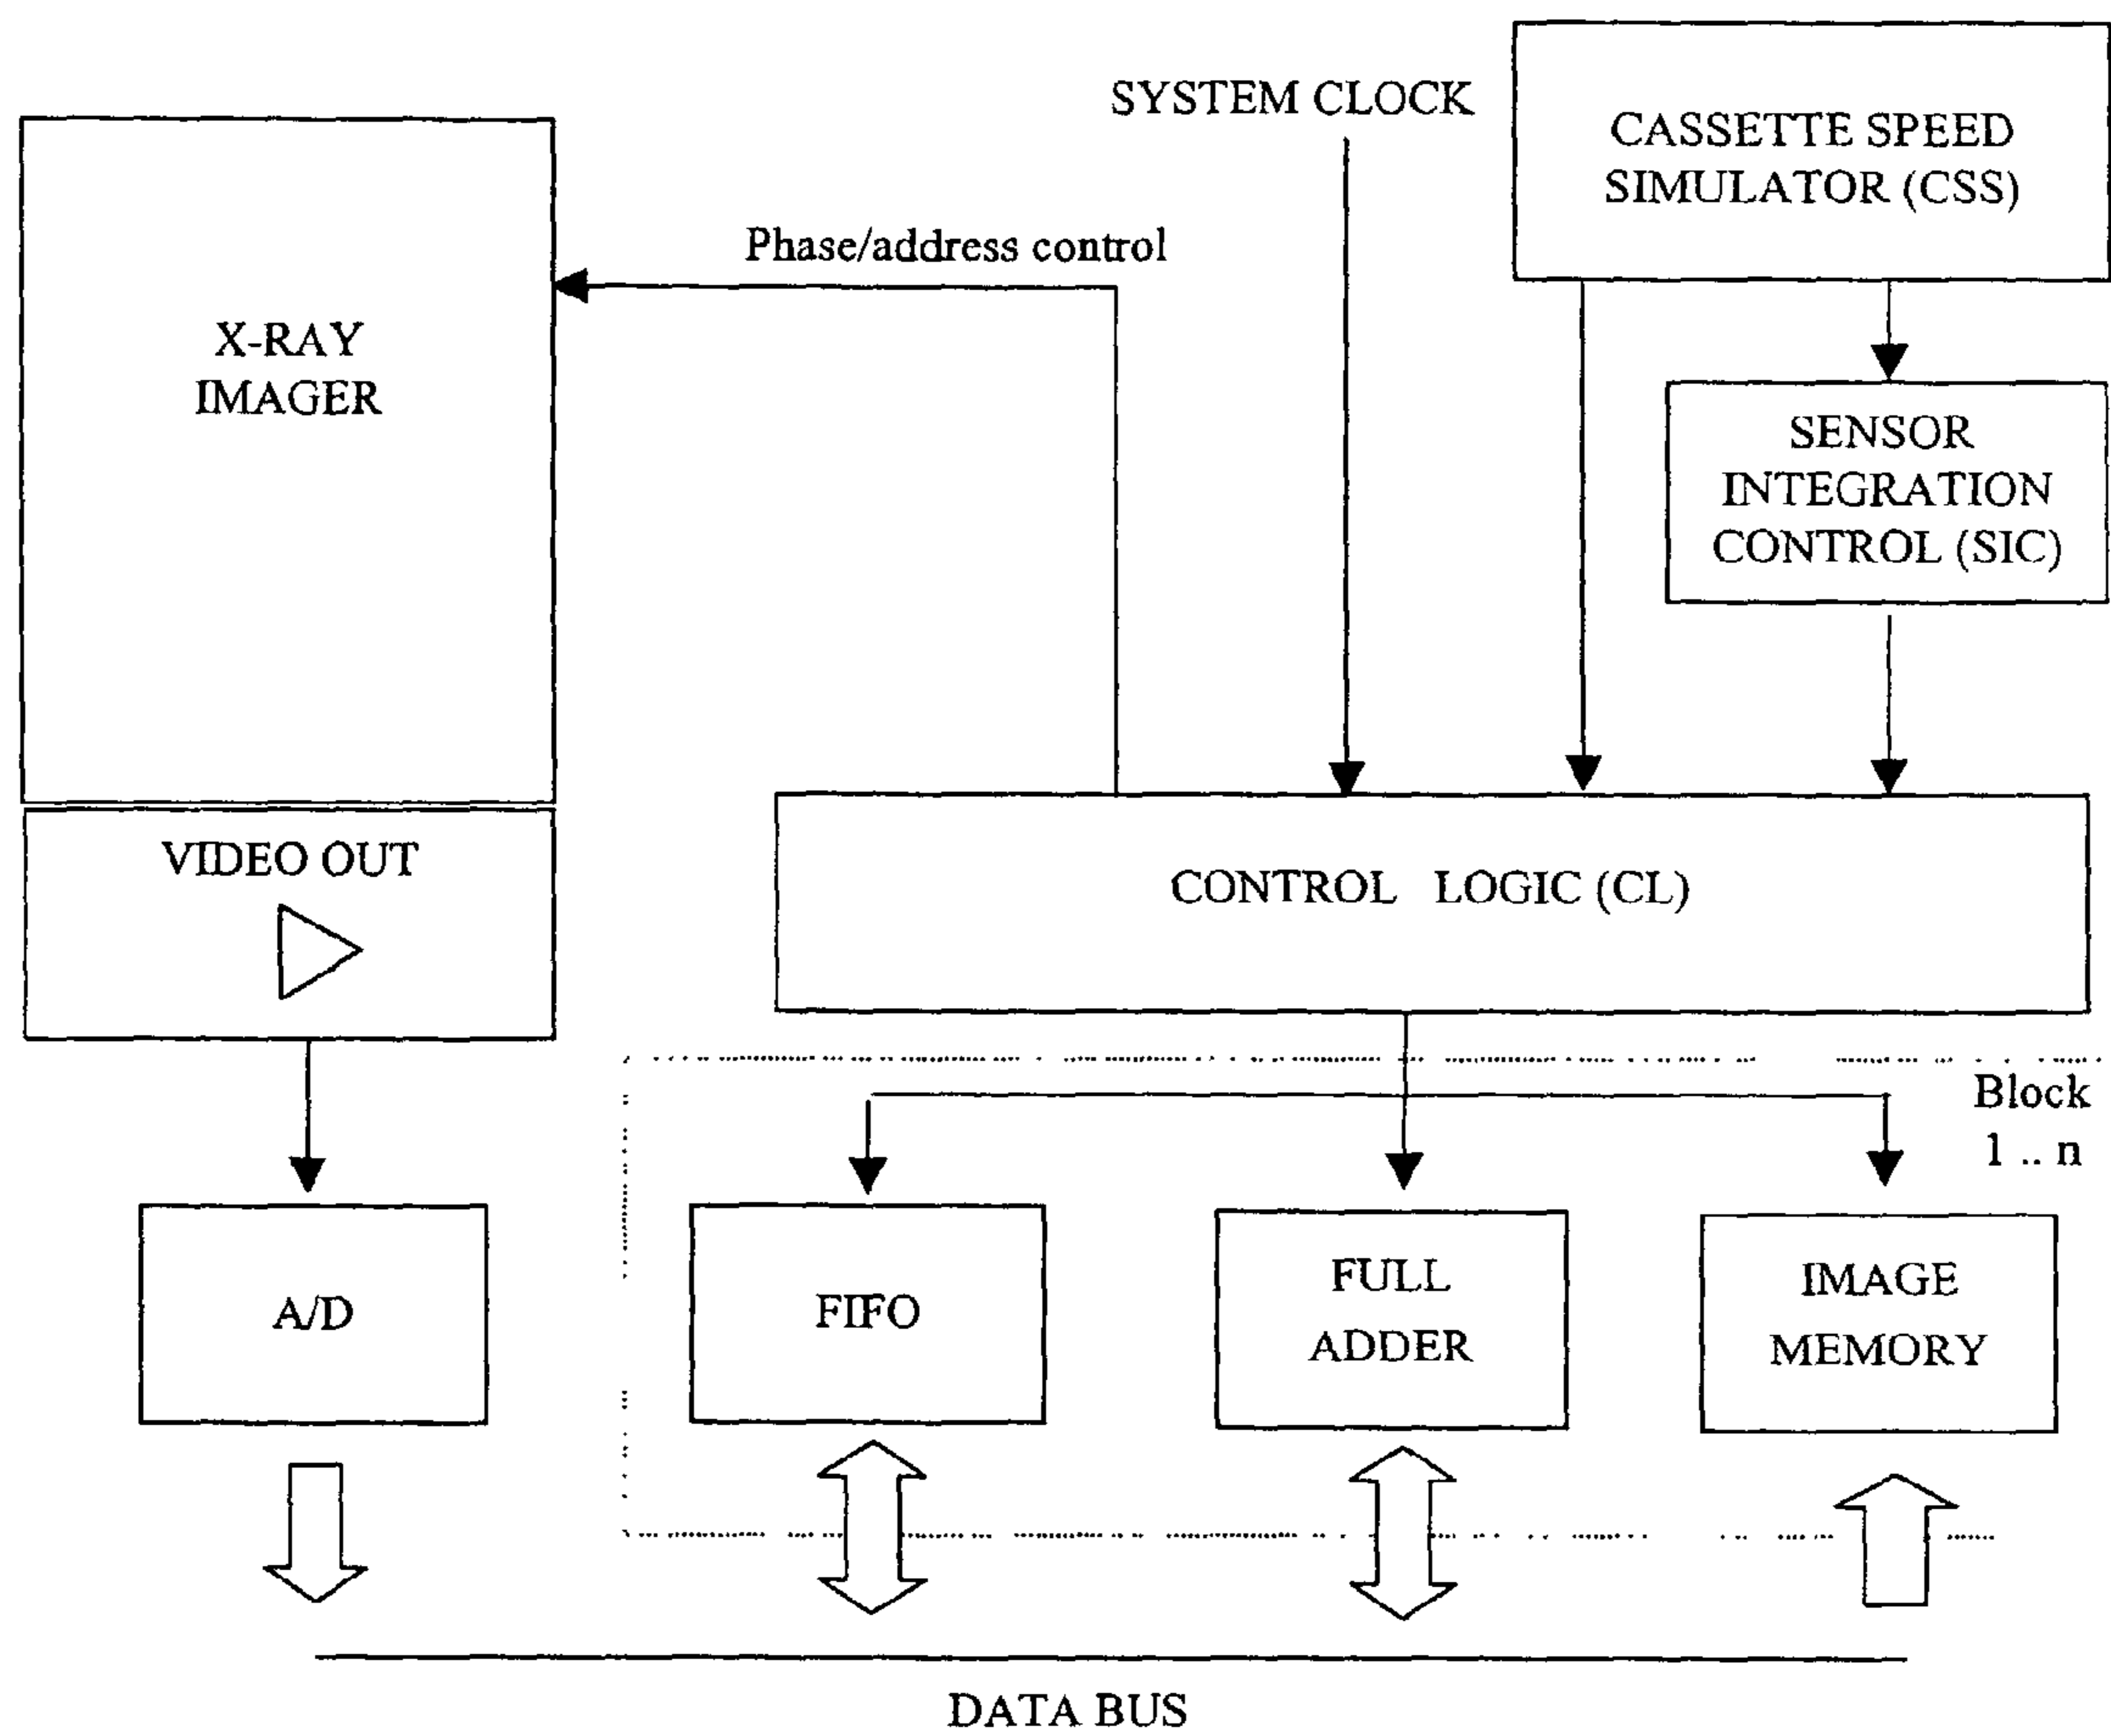 SYSTEM CLOCK
CASSETTE SPEED
SIMULATOR (CSS)
Phase/address control
X-RAY
IMAGER
SENSOR
INTEGRATION
CONTROL (SIC)
VIDEO OUT
CONTROL LOGIC (CL)
Block
1 .. n
A/D
FIFO
FULL
ADDER
IMAGE
MEMORY
DATA BUS